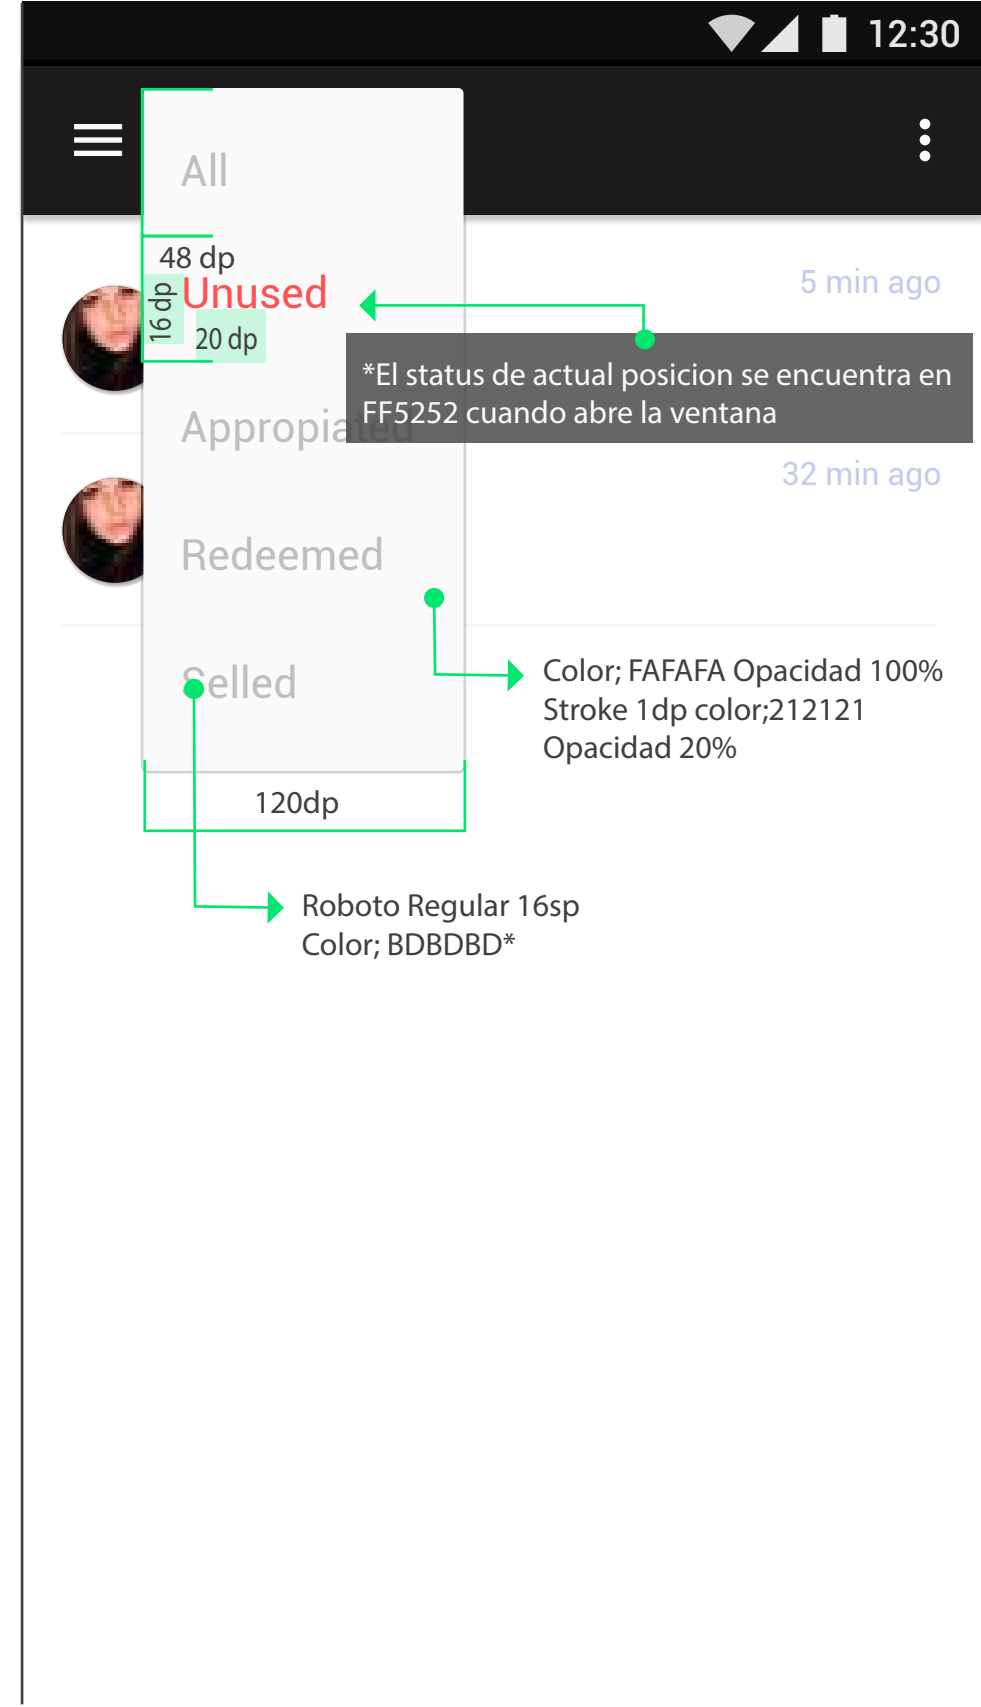 12:30
All
48 dp
16 dp
Unused
20 dp
5 min ago
*El status de actual posicion se encuentra en
FF5252 cuando abre la ventana
Appropiated
32 min ago
Redeemed
Selled
Color; FAFAFA Opacidad 100%
Stroke 1dp color;212121
Opacidad 20%
120dp
Roboto Regular 16sp
Color; BDBDBD*